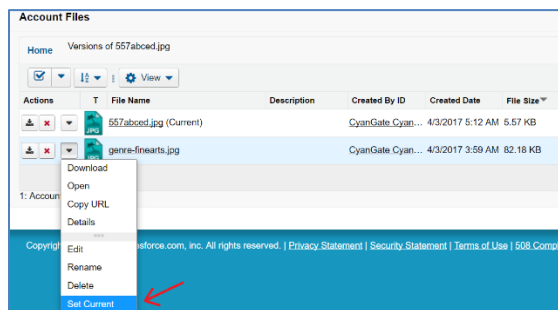 Account Files
Home Versions of 557abced.jpg
View
Actions T File Name Description Created By ID Created Date File Size
JPG 557abced.jpg (Current) CyanGate Cyan... 4/3/2017 5:12 AM 5.57 KB
JPG genre-finearts.jpg CyanGate Cyan... 4/3/2017 3:59 AM 82.18 KB
Download
Open
1: Accoun
Copy URL
Details
Copyrigh esforce.com, inc. All rights reserved. | Privacy Statement | Security Statement | Terms of Use | 508 Compl
Edit
Rename
Delete
Set Current